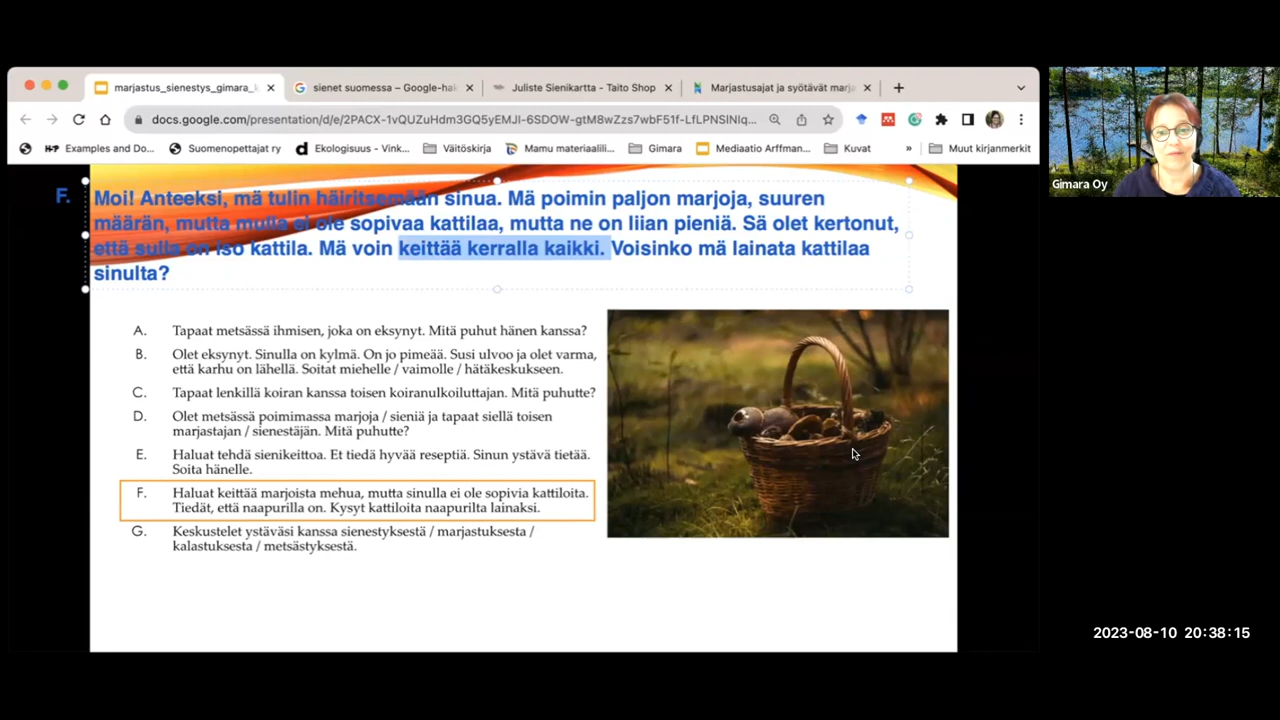 marjastus_sienestys_gimara_k
sienet suomessa – Google-hak
Juliste Sienikartta - Taito Shop
Marjastusajat ja syötävät marja
docs.google.com/presentation/d/e/2PACX-1vQUZuHdm3GQ5yEMJI-6SDOW-gtM8wZzs7wbF51f-LfLPNSINIq...
Examples and Do...
Suomenopettajat ry
Ekologisuus - Vink...
Väitöskirja
Mamu materiaalili...
Gimara
Mediaatio Arffman...
Kuvat
»
Muut kirjanmerkit
Gimara Oy
F.
Moi! Anteeksi, mä tulin häiritsemään sinua. Mä poimin paljon marjoja, suuren
määrän, mutta mulla ei ole sopivaa kattilaa, mutta ne on liian pieniä. Sä olet kertonut,
että sulla on iso kattila. Mä voin keittää kerralla kaikki. Voisinko mä lainata kattilaa
sinulta?
A. Tapaat metsässä ihmisen, joka on eksynyt. Mitä puhut hänen kanssa?
B. Olet eksynyt. Sinulla on kylmä. On jo pimeää. Susi ulvoo ja olet varma,
että karhu on lähellä. Soitat miehelle / vaimolle / hätäkeskukseen.
C. Tapaat lenkillä koiran kanssa toisen koiranulkoiluttajan. Mitä puhutte?
D. Olet metsässä poimimassa marjoja / sieniä ja tapaat siellä toisen
marjastajan / sienestäjän. Mitä puhutte?
E. Haluat tehdä sienikeittoa. Et tiedä hyvää reseptiä. Sinun ystävä tietää.
Soita hänelle.
F. Haluat keittää marjoista mehua, mutta sinulla ei ole sopivia kattiloita.
Tiedät, että naapurilla on. Kysyt kattiloita naapurilta lainaksi.
G. Keskustelet ystäväsi kanssa sienestyksestä / marjastuksesta /
kalastuksesta / metsästyksestä.
2023-08-10 20:38:15